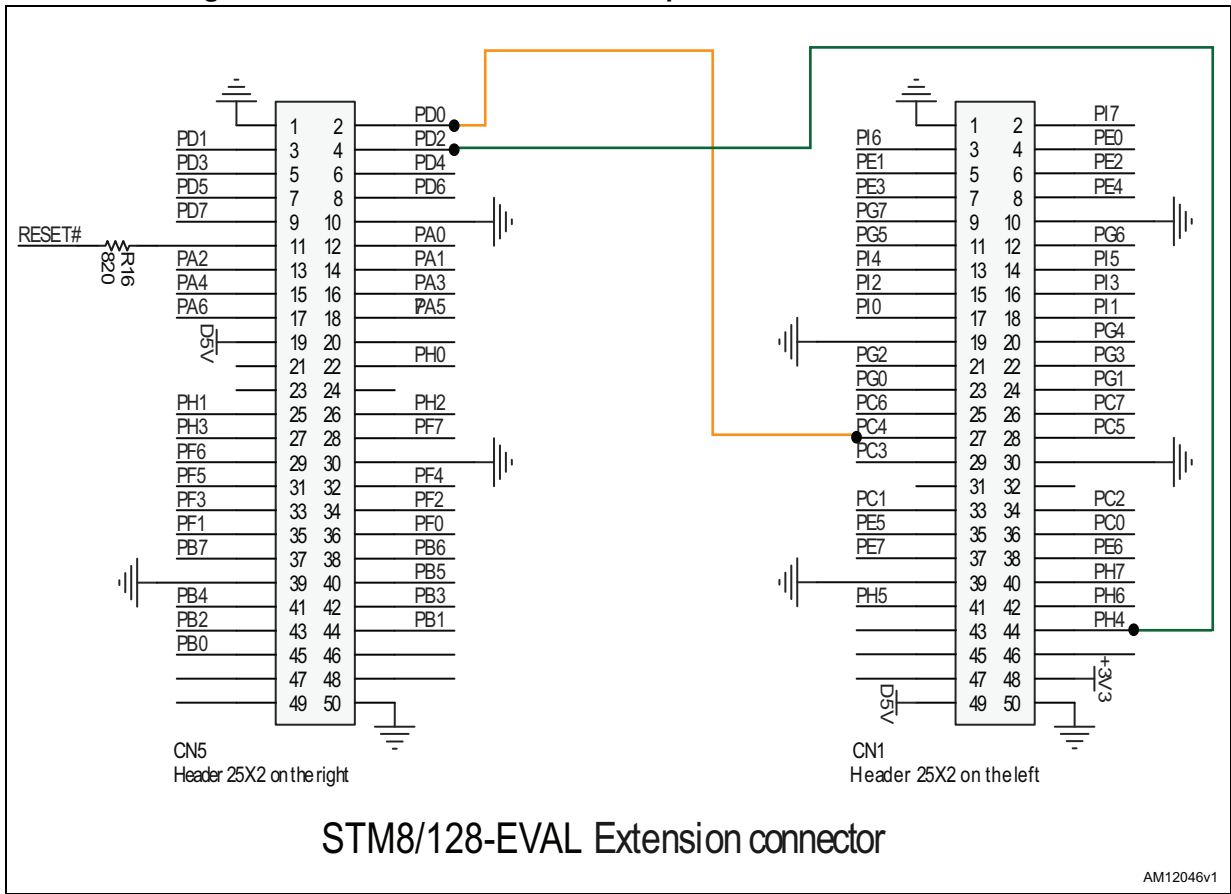 1 2 PD0
PD1 3 4 PD2
PD3 5 6 PD4
PD5 7 8 PD6
PD7 9 10
RESET# R16 820 11 12 PA0
PA2 13 14 PA1
PA4 15 16 PA3
PA6 17 18 PA5
D5V 19 20
21 22 PH0
23 24
PH1 25 26 PH2
PH3 27 28 PF7
PF6 29 30
PF5 31 32 PF4
PF3 33 34 PF2
PF1 35 36 PF0
PB7 37 38 PB6
39 40 PB5
PB4 41 42 PB3
PB2 43 44 PB1
PB0 45 46
47 48
49 50
CN5
Header 25X2 on the right
1 2 PI7
PI6 3 4 PE0
PE1 5 6 PE2
PE3 7 8 PE4
PG7 9 10
PG5 11 12 PG6
PI4 13 14 PI5
PI2 15 16 PI3
PI0 17 18 PI1
19 20 PG4
PG2 21 22 PG3
PG0 23 24 PG1
PC6 25 26 PC7
PC4 27 28 PC5
PC3 29 30
31 32
PC1 33 34 PC2
PE5 35 36 PC0
PE7 37 38 PE6
39 40 PH7
PH5 41 42 PH6
43 44 PH4
45 46
47 48 +3V3
D5V 49 50
CN1
Header 25X2 on the left
STM8/128-EVAL Extension connector
AM12046v1